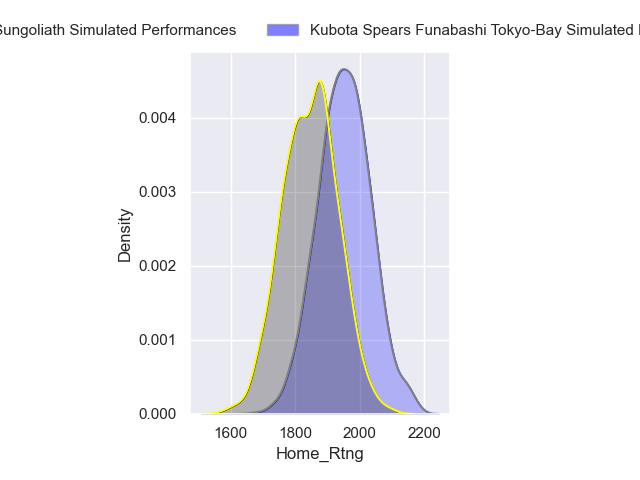 Sungoliath Simulated Performances Kubota Spears Funabashi Tokyo-Bay Simulated
0.004
0.003
0.002
0.001
0.000
Density
1600 1800 2000 2200
Home_Rtng